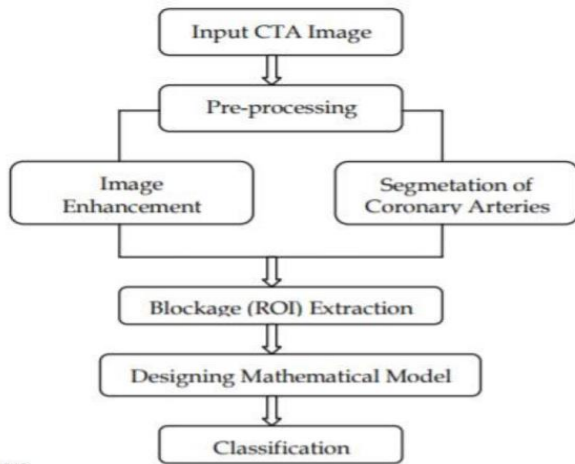 Input CTA Image
Pre-processing
Image
Enhancement
Segmetation of
Coronary Arteries
Blockage (ROI) Extraction
Designing Mathematical Model
Classification